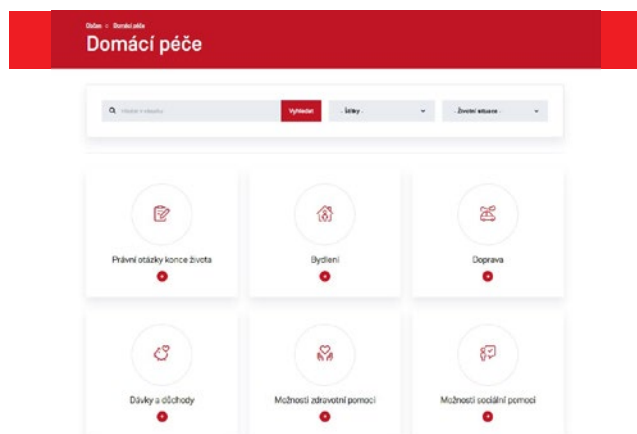 Domácí péče
Domácí péče
Vyhledat
- Štítky -
- Životní situace -
Právní otázky konce života
Bydlení
Doprava
Dávky a důchody
Možnosti zdravotní pomoci
Možnosti sociální pomoci